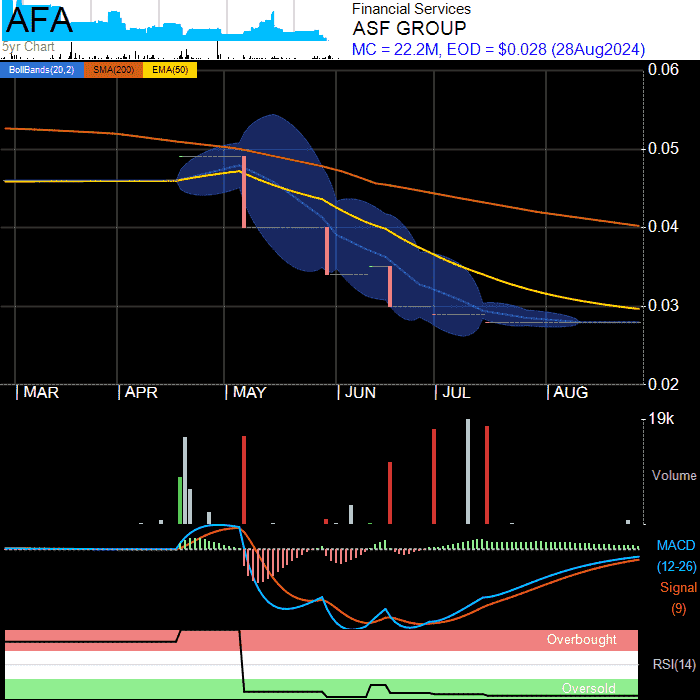 AFA
5yr Chart
Financial Services
ASF GROUP
MC = 22.2M, EOD = $0.028 (28Aug2024)
BollBands(20,2) SMA(200) EMA(50)
0.06
0.05
0.04
0.03
0.02
MAR APR MAY JUN JUL AUG
19k
Volume
MACD
(12-26)
Signal
(9)
Overbought
RSI(14)
Oversold